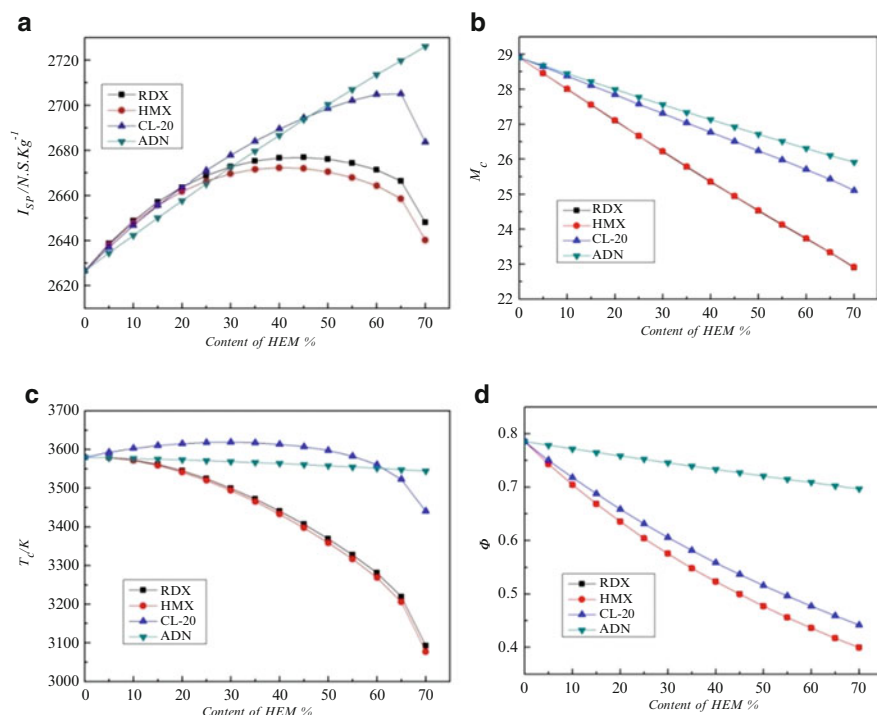 a
I_SP/N.S.Kg^-1
2720
2700
2680
2660
2640
2620
RDX
HMX
CL-20
ADN
0 10 20 30 40 50 60 70
Content of HEM %
b
M_c
29
28
27
26
25
24
23
22
RDX
HMX
CL-20
ADN
0 10 20 30 40 50 60 70
Content of HEM %
c
T_c/K
3700
3600
3500
3400
3300
3200
3100
3000
RDX
HMX
CL-20
ADN
0 10 20 30 40 50 60 70
Content of HEM %
d
Φ
0.8
0.7
0.6
0.5
0.4
RDX
HMX
CL-20
ADN
0 10 20 30 40 50 60 70
Content of HEM %